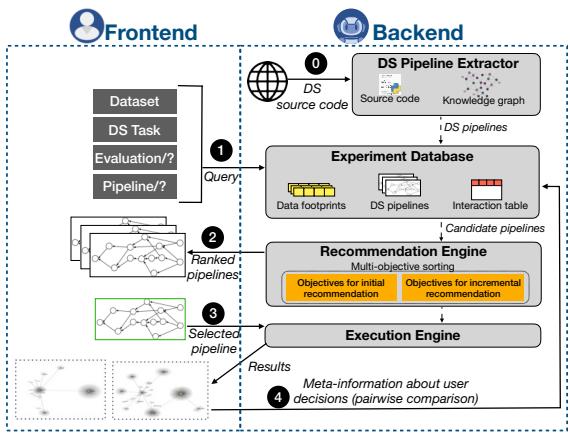 Frontend
Backend
0
DS
source code
DS Pipeline Extractor
Source code
Knowledge graph
DS pipelines
Dataset
DS Task
Evaluation/?
Pipeline/?
1
Query
Experiment Database
Data footprints
DS pipelines
Interaction table
Candidate pipelines
2
Ranked
pipelines
Recommendation Engine
Multi-objective sorting
Objectives for initial
recommendation
Objectives for incremental
recommendation
3
Selected
pipeline
Execution Engine
Results
4
Meta-information about user
decisions (pairwise comparison)